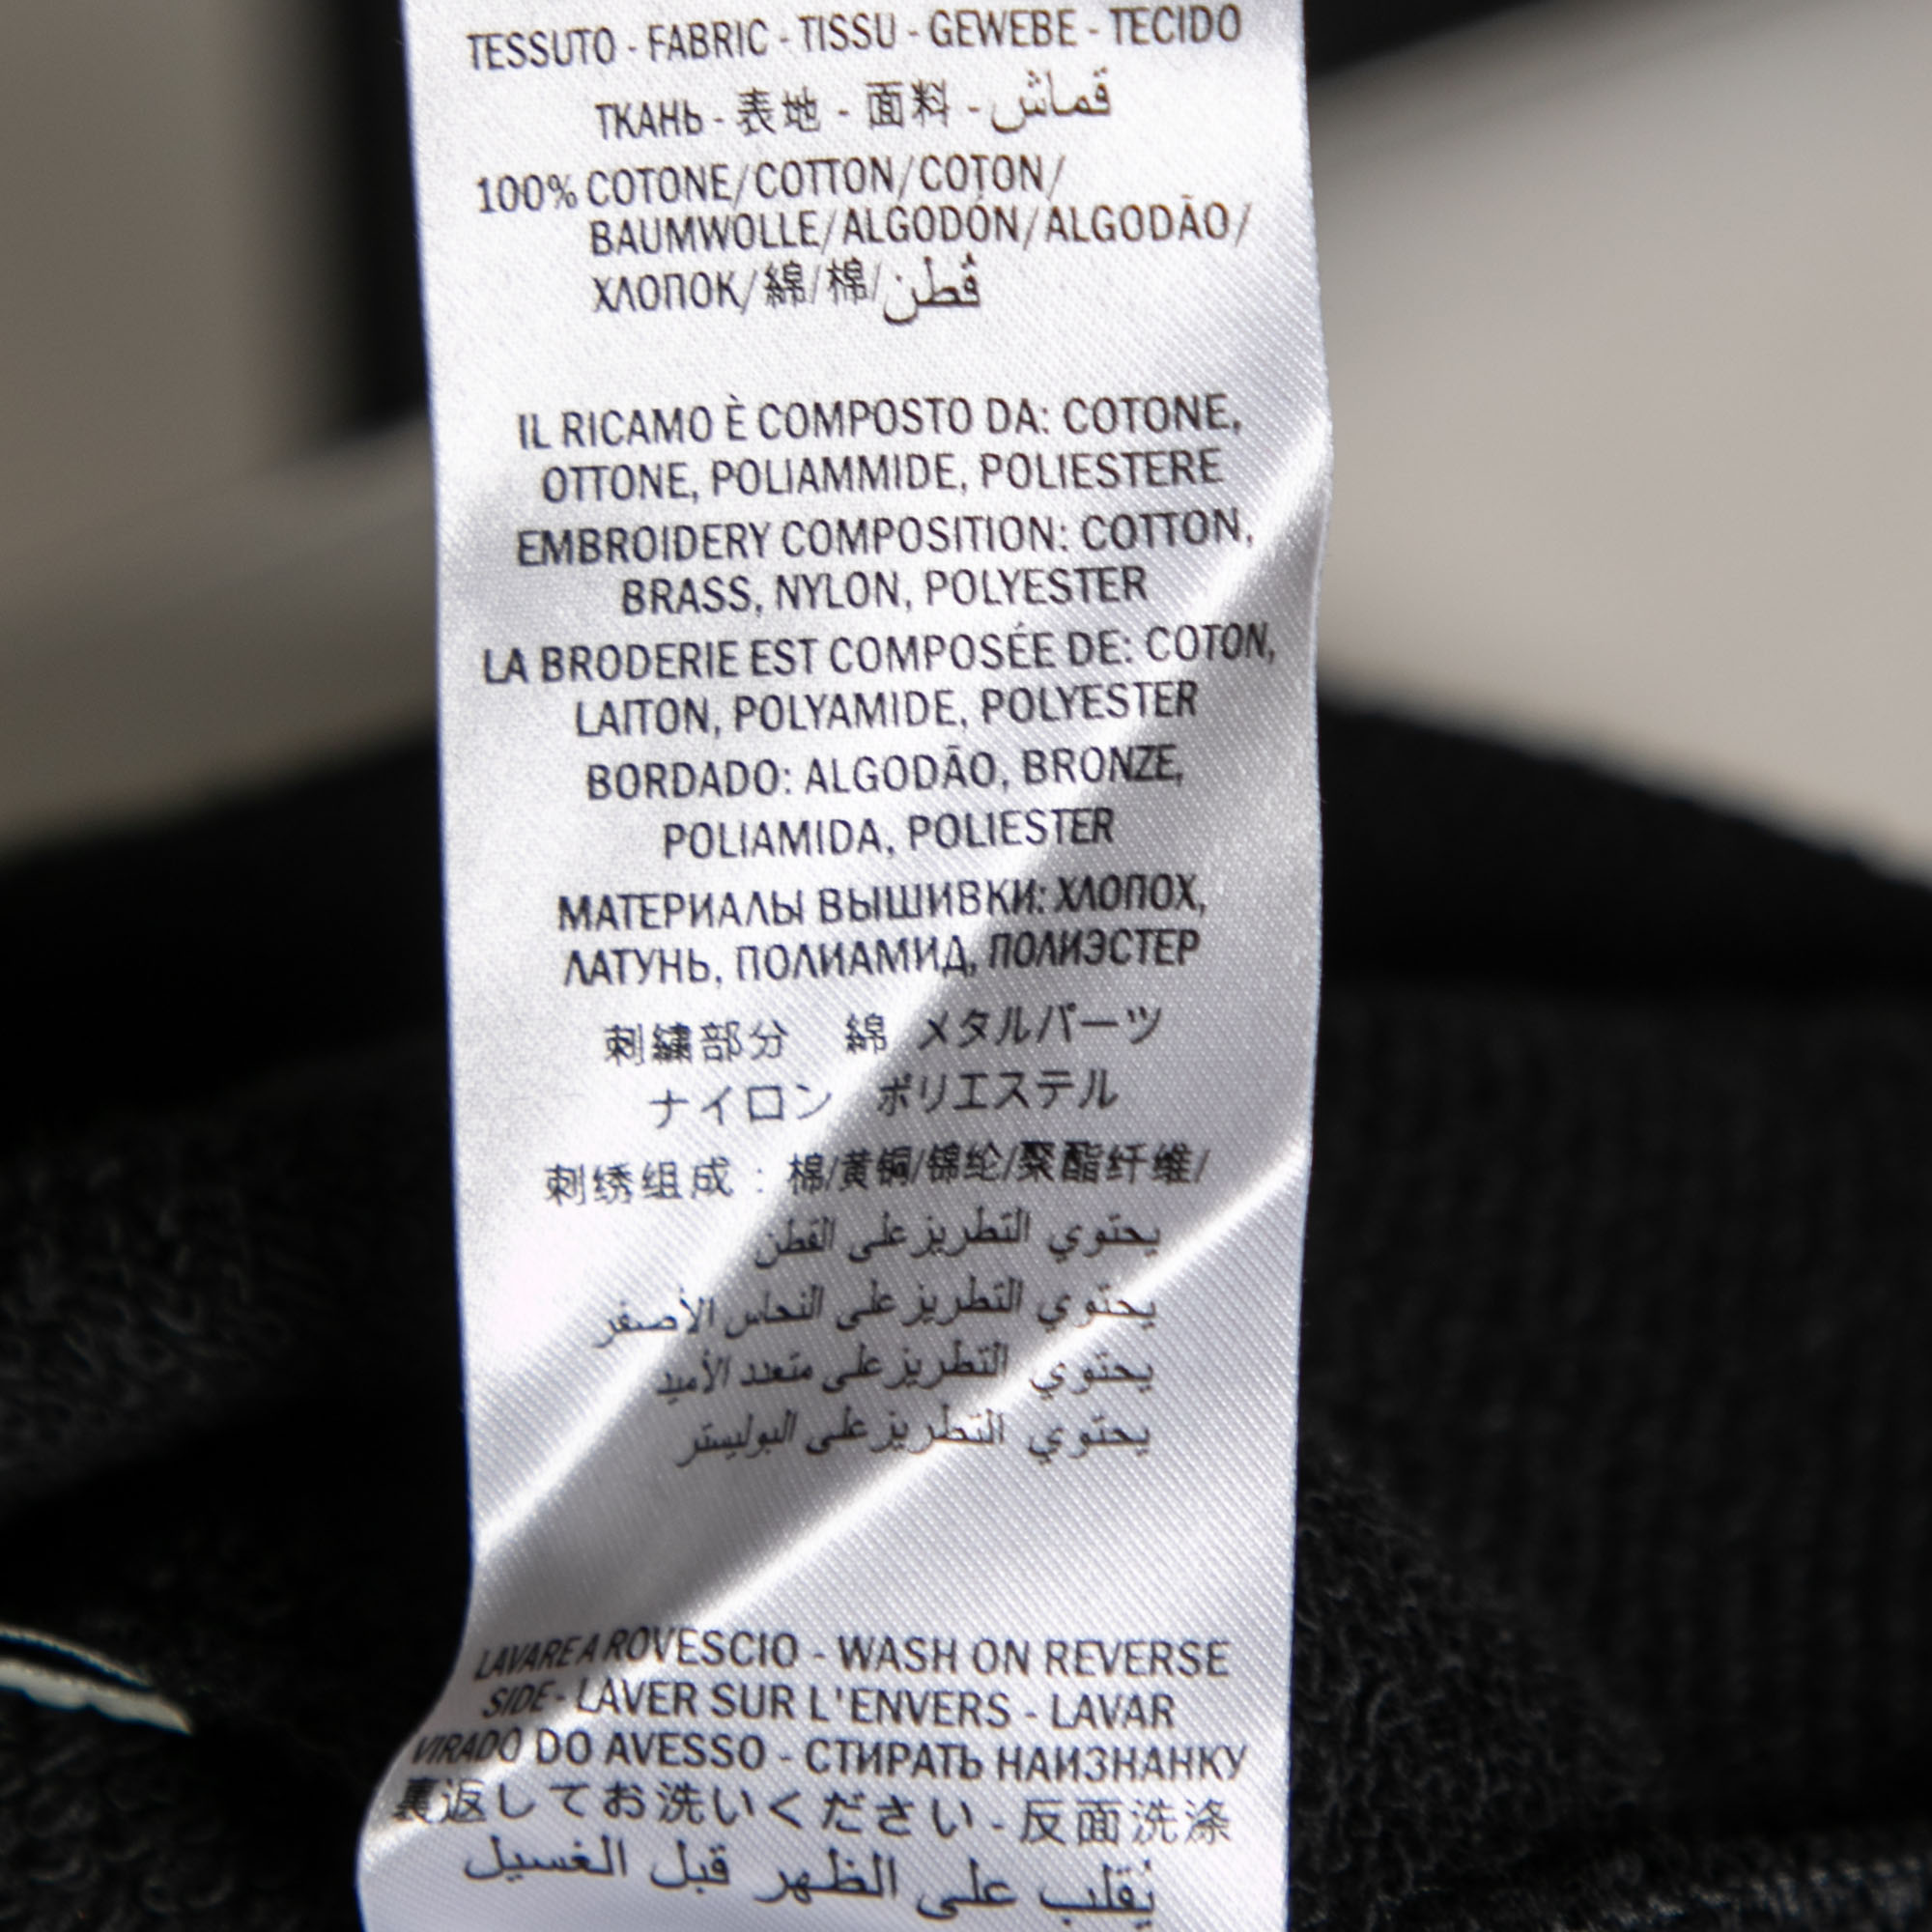 TESSUTO - FABRIC - TISSU - GEWEBE - TECIDO
ТКАНЬ - 表地 - 面料 - قماش
100% COTONE/COTTON/COTON/
BAUMWOLLE/ALGODÓN/ALGODÃO/
ХЛОПОК/綿/棉/قُطن
IL RICAMO È COMPOSTO DA: COTONE,
OTTONE, POLIAMMIDE, POLIESTERE
EMBROIDERY COMPOSITION: COTTON,
BRASS, NYLON, POLYESTER
LA BRODERIE EST COMPOSÉE DE: COTON,
LAITON, POLYAMIDE, POLYESTER
BORDADO: ALGODÃO, BRONZE,
POLIAMIDA, POLIESTER
МАТЕРИАЛЫ ВЫШИВКИ: ХЛОПОХ,
ЛАТУНЬ, ПОЛИАМИД, ПОЛИЭСТЕР
刺繍部分 綿 メタルパーツ
ナイロン ポリエステル
刺绣组成：棉/黄铜/锦纶/聚酯纤维/
يحتوي التطريز على القطن
يحتوي التطريز على النحاس الأصفر
يحتوي التطريز على متعدد الأميد
يحتوي التطريز على البوليستر
LAVARE A ROVESCIO - WASH ON REVERSE
SIDE - LAVER SUR L'ENVERS - LAVAR
VIRADO DO AVESSO - СТИРАТЬ НАИЗНАНКУ
裏返してお洗いください - 反面洗涤
يُقلب على الظهر قبل الغسيل